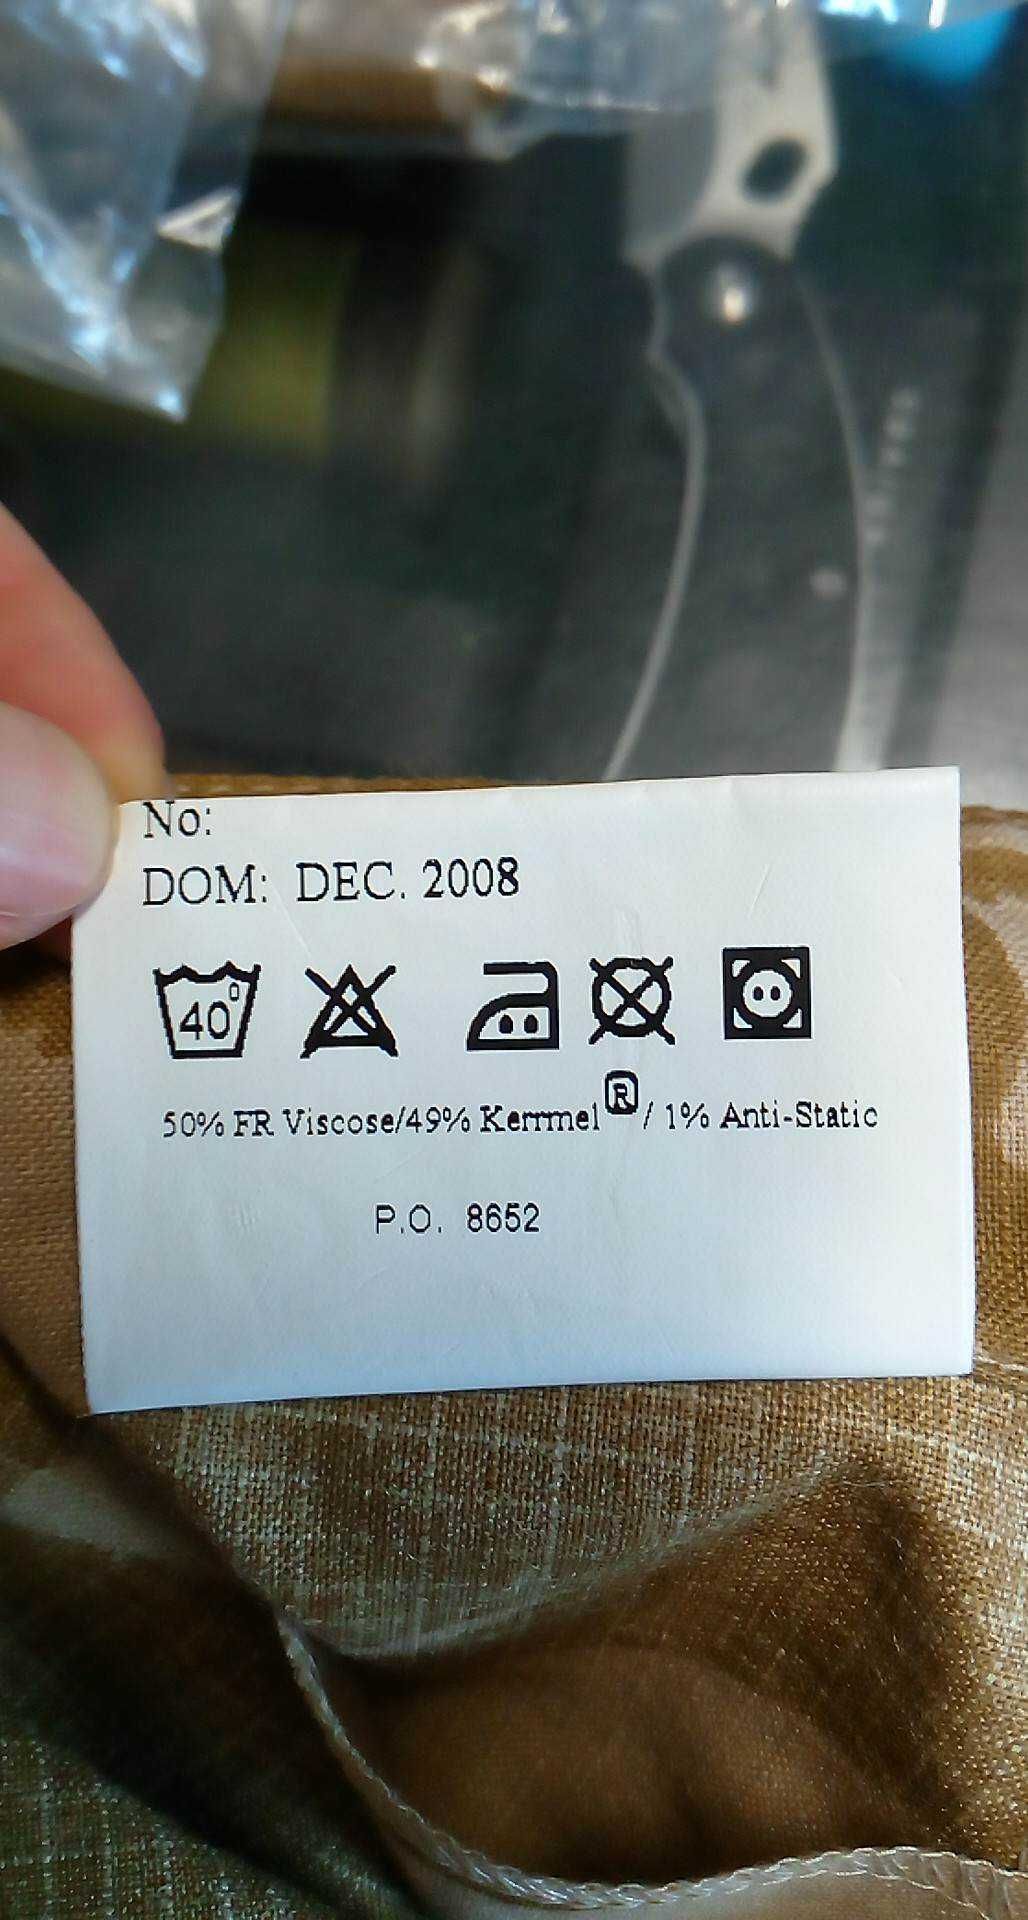 No:
DOM: DEC. 2008
40°
50% FR Viscose/49% Kermel® / 1% Anti-Static
P.O. 8652